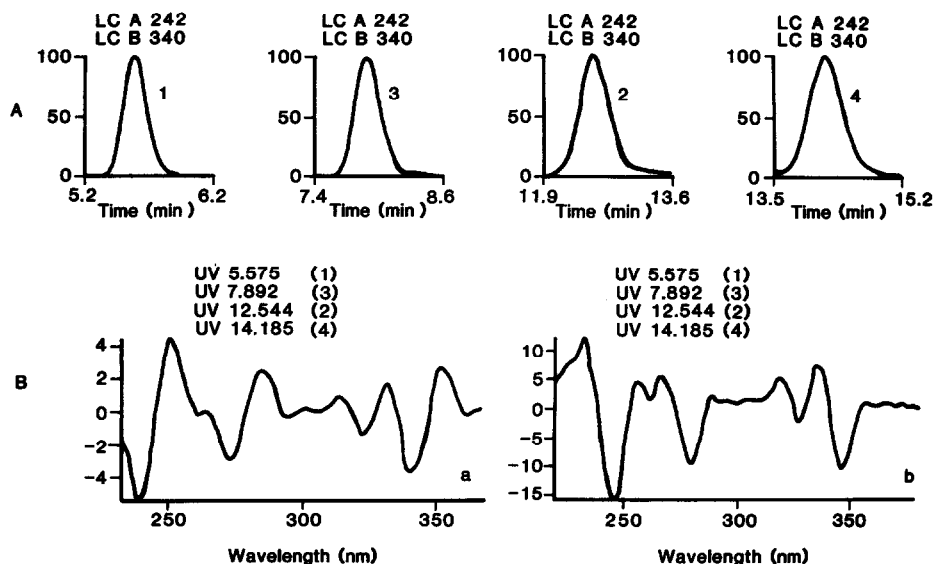 LC A 242
LC B 340
LC A 242
LC B 340
LC A 242
LC B 340
LC A 242
LC B 340
A
100
50
0
1
5.2
6.2
Time (min)
100
50
0
3
7.4
8.6
Time (min)
100
50
0
2
11.9
13.6
Time (min)
100
50
0
4
13.5
15.2
Time (min)
B
UV 5.575 (1)
UV 7.892 (3)
UV 12.544 (2)
UV 14.185 (4)
4
2
0
-2
-4
a
250
300
350
Wavelength (nm)
UV 5.575 (1)
UV 7.892 (3)
UV 12.544 (2)
UV 14.185 (4)
10
5
0
-5
-10
-15
b
250
300
350
Wavelength (nm)